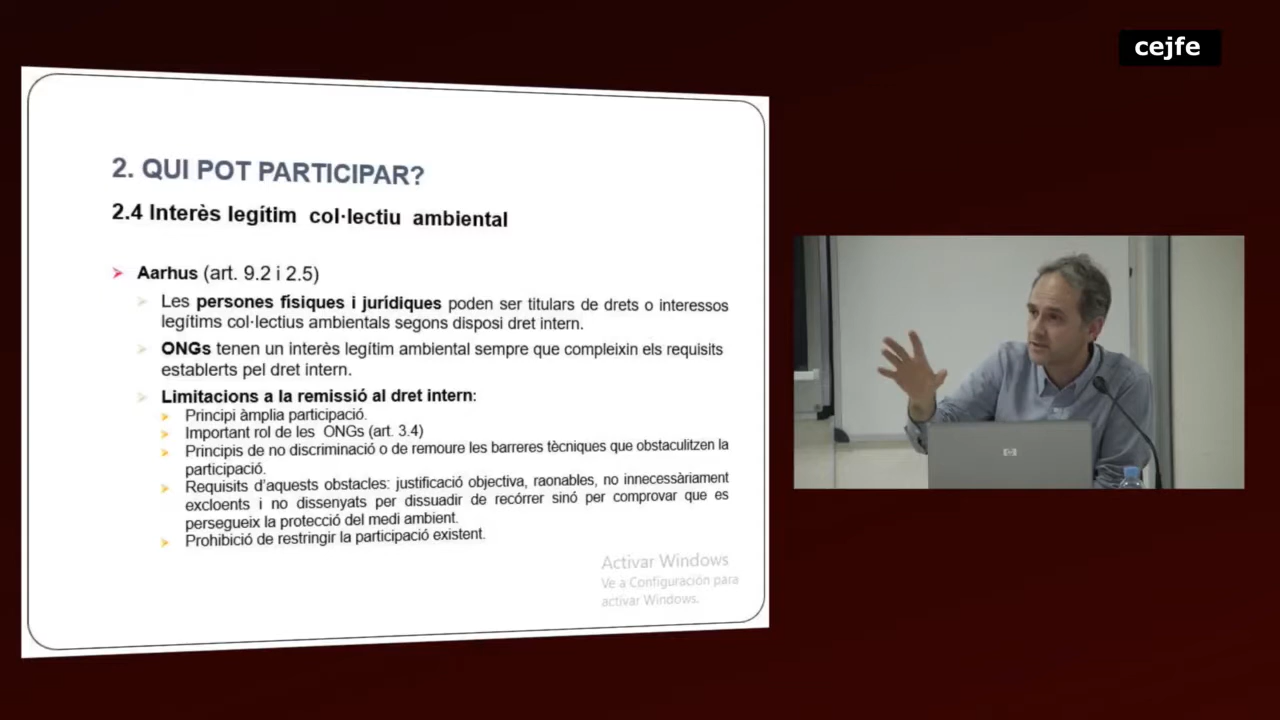 cejfe
2. QUI POT PARTICIPAR?
2.4 Interès legítim col·lectiu ambiental
Aarhus (art. 9.2 i 2.5)
Les persones físiques i jurídiques poden ser titulars de drets o interessos
legítims col·lectius ambientals segons disposi dret intern.
ONGs tenen un interès legítim ambiental sempre que compleixin els requisits
establerts pel dret intern.
Limitacions a la remissió al dret intern:
Principi àmplia participació.
Important rol de les ONGs (art. 3.4)
Principis de no discriminació o de remoure les barreres tècniques que obstaculitzen la
participació.
Requisits d'aquests obstacles: justificació objectiva, raonables, no innecessàriament
excloents i no dissenyats per dissuadir de recórrer sinó per comprovar que es
persegueix la protecció del medi ambient.
Prohibició de restringir la participació existent.
Activar Windows
Ve a Configuración para
activar Windows.
hp